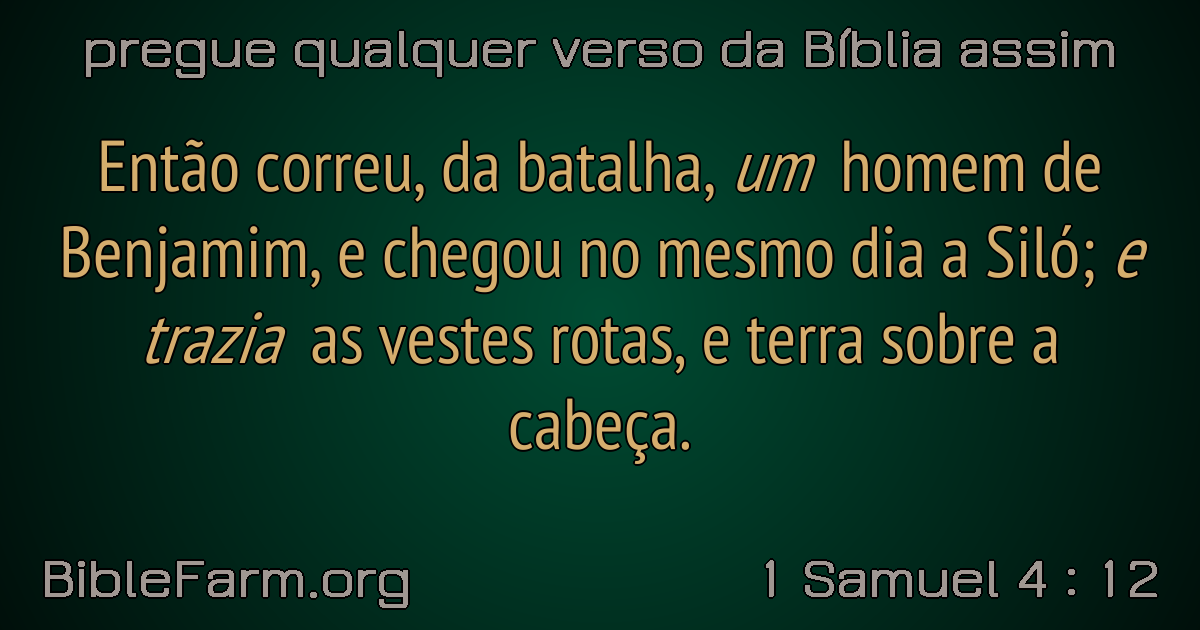 pregue qualquer verso da Bíblia assim
Então correu, da batalha, um homem de
Benjamim, e chegou no mesmo dia a Siló; e
trazia as vestes rotas, e terra sobre a
cabeça.
BibleFarm.org
1 Samuel 4 : 12